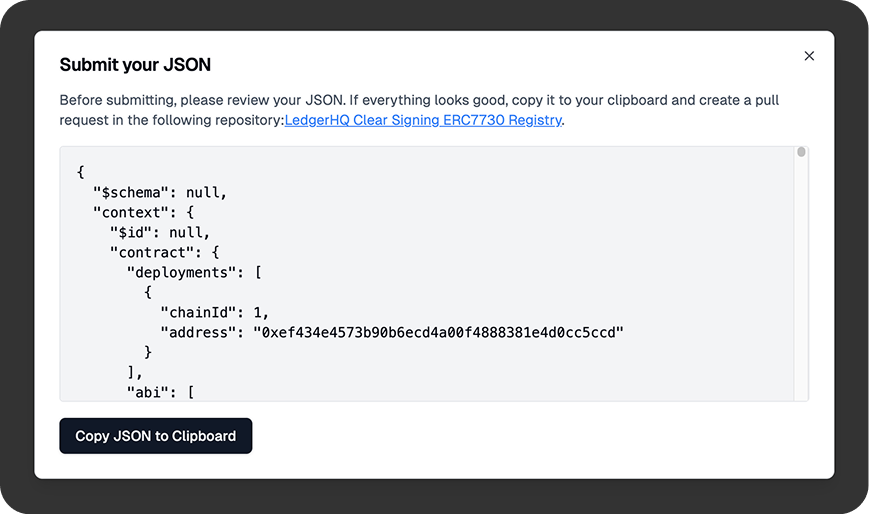 Submit your JSON
Before submitting, please review your JSON. If everything looks good, copy it to your clipboard and create a pull
request in the following repository:LedgerHQ Clear Signing ERC7730 Registry.
{
  "$schema": null,
  "context": {
    "$id": null,
    "contract": {
      "deployments": [
        {
          "chainId": 1,
          "address": "0xef434e4573b90b6ecd4a00f4888381e4d0cc5ccd"
        }
      ],
      "abi": [
Copy JSON to Clipboard